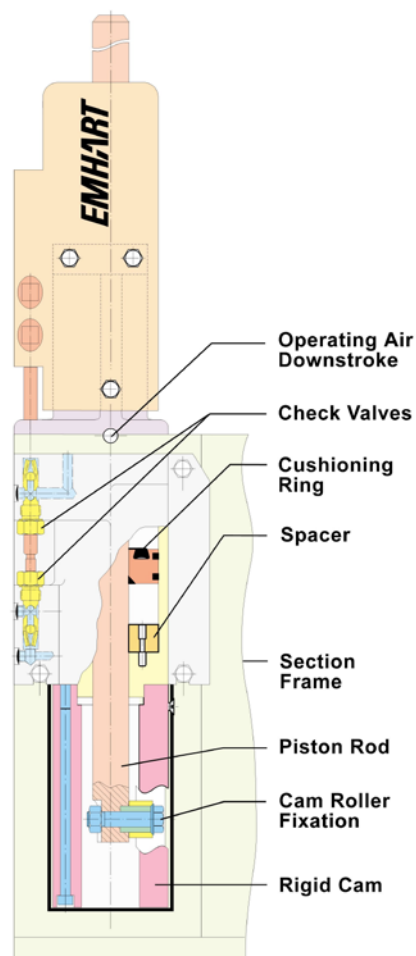 EMHART
Operating Air
Downstroke
Check Valves
Cushioning
Ring
Spacer
Section
Frame
Piston Rod
Cam Roller
Fixation
Rigid Cam